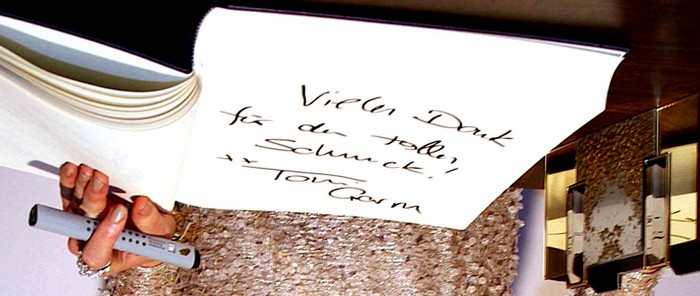 Vielen Dank
für den tollen
Schmuck!
xx Toni Garrn